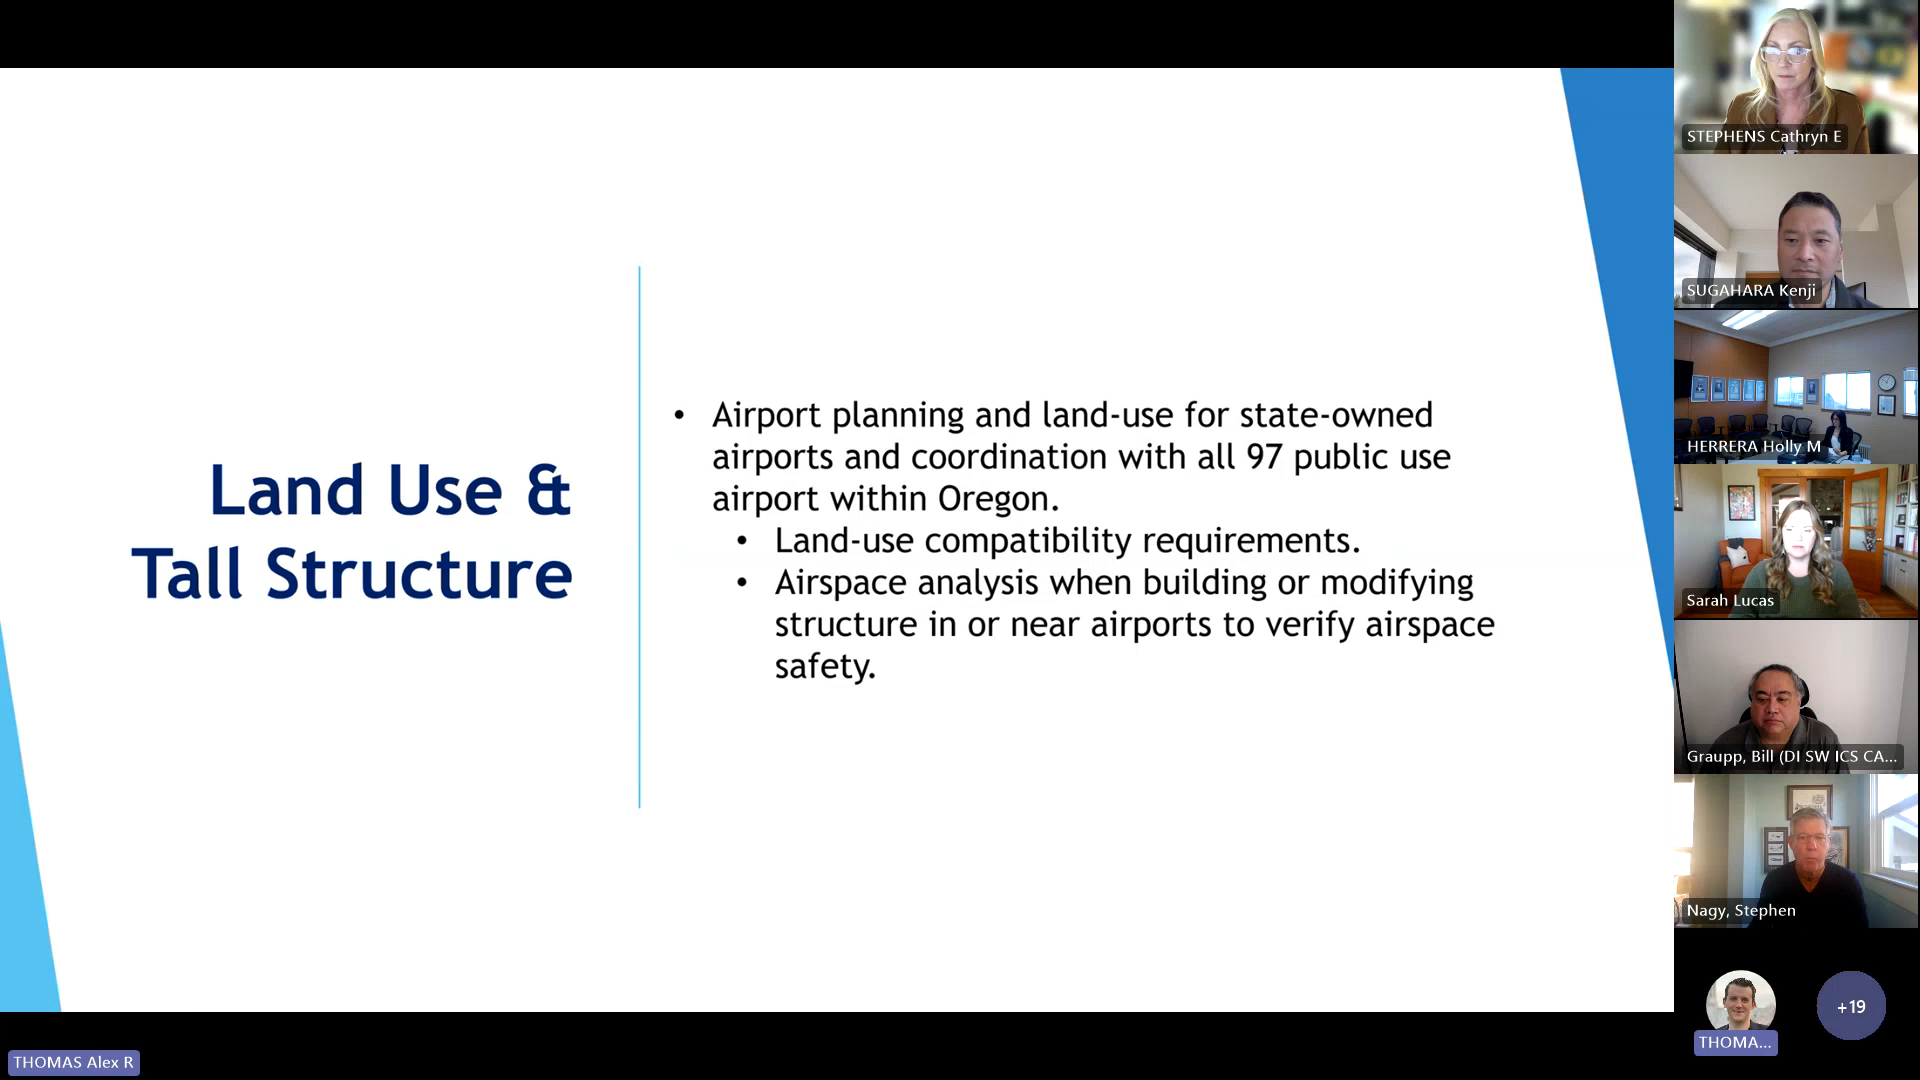 Land Use &
Tall Structure
• Airport planning and land-use for state-owned
airports and coordination with all 97 public use
airport within Oregon.
• Land-use compatibility requirements.
• Airspace analysis when building or modifying
structure in or near airports to verify airspace
safety.
STEPHENS Cathryn E
SUGAHARA Kenji
HERRERA Holly M
Sarah Lucas
Graupp, Bill (DI SW ICS CA...
Nagy, Stephen
THOMA...
+19
THOMAS Alex R